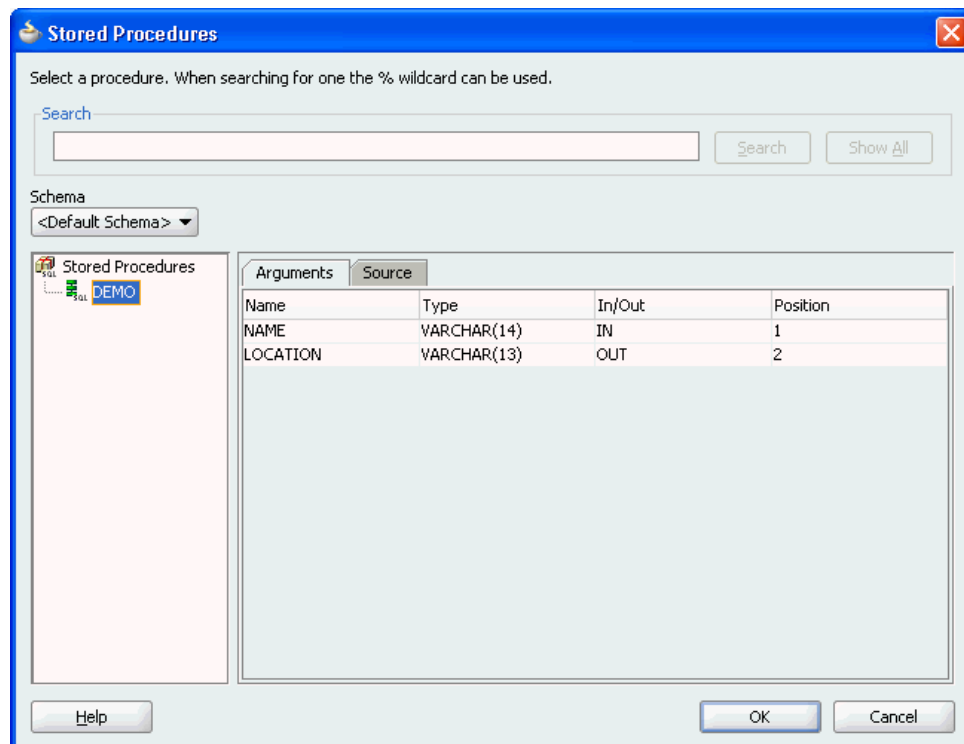 Stored Procedures
Select a procedure. When searching for one the % wildcard can be used.
Search
Search Show All
Schema
<Default Schema>
Stored Procedures
SQL
DEMO
SQL
Arguments Source
Name Type In/Out Position
NAME VARCHAR(14) IN 1
LOCATION VARCHAR(13) OUT 2
Help OK Cancel